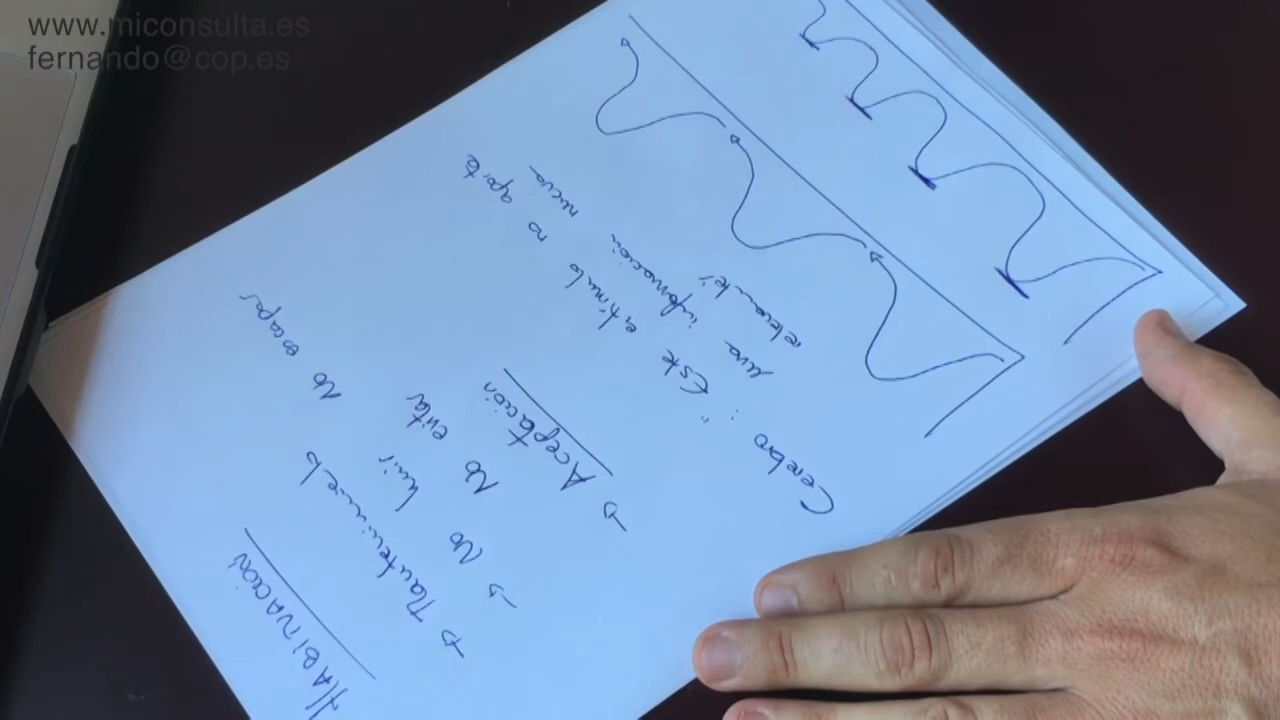 HABITUACIÓN
→ Mantenimiento
→ No huir No escapar
No evitar
→ Aceptación
Cerebro : "Este estímulo no aporta
información nueva
relevante"
www.miconsulta.es
fernando@cop.es